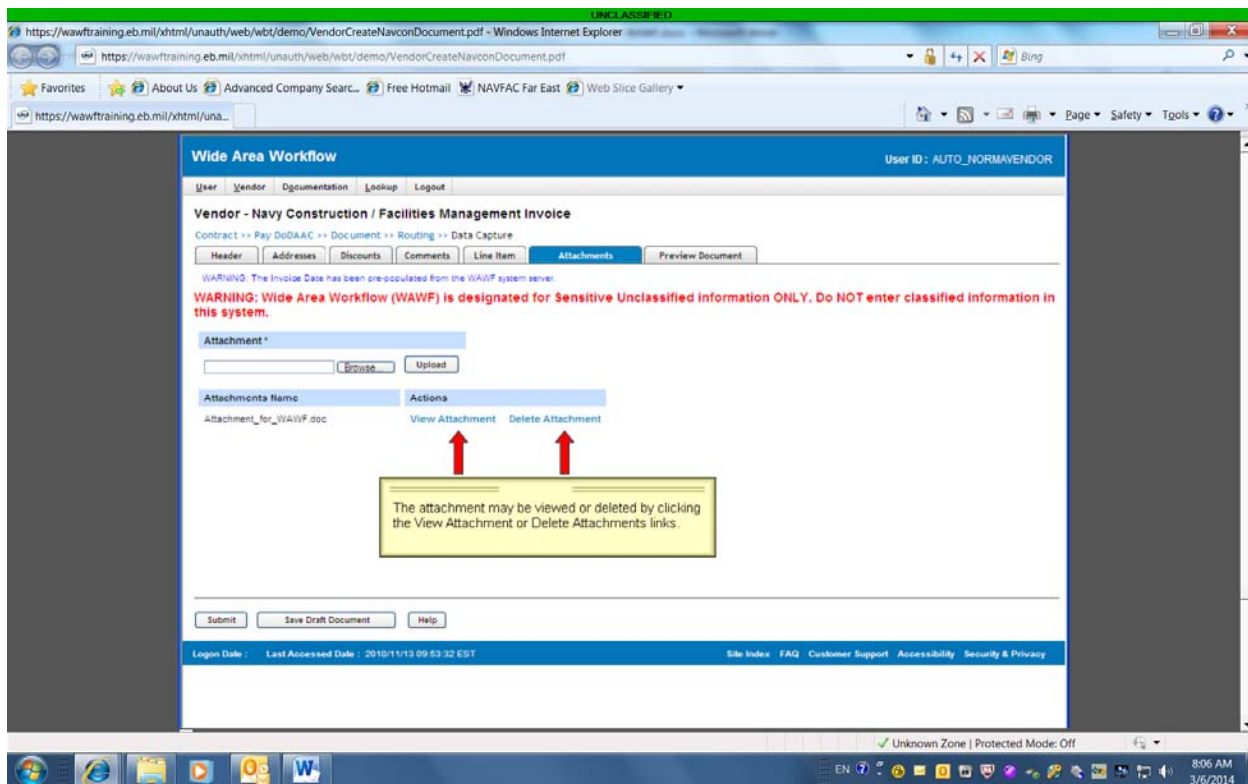 UNCLASSIFIED
https://wawftraining.eb.mil/xhtml/unauth/web/wbt/demo/VendorCreateNavconDocument.pdf - Windows Internet Explorer
https://wawftraining.eb.mil/xhtml/unauth/web/wbt/demo/VendorCreateNavconDocument.pdf
Bing
Favorites About Us Advanced Company Searc... Free Hotmail NAVFAC Far East Web Slice Gallery
https://wawftraining.eb.mil/xhtml/una...
Page Safety Tools
Wide Area Workflow
User ID : AUTO_NORMAVENDOR
User Vendor Documentation Lookup Logout
Vendor - Navy Construction / Facilities Management Invoice
Contract >> Pay DoDAAC >> Document >> Routing >> Data Capture
Header Addresses Discounts Comments Line Item Attachments Preview Document
WARNING: The Invoice Date has been pre-populated from the WAWF system server.
WARNING: Wide Area Workflow (WAWF) is designated for Sensitive Unclassified information ONLY. Do NOT enter classified information in
this system.
Attachment *
Browse... Upload
Attachments Name Actions
Attachment_for_WAWF.doc View Attachment Delete Attachment
The attachment may be viewed or deleted by clicking
the View Attachment or Delete Attachments links.
Submit Save Draft Document Help
Logon Date : Last Accessed Date : 2010/11/13 09:53:32 EST Site Index FAQ Customer Support Accessibility Security & Privacy
Unknown Zone | Protected Mode: Off
EN
8:06 AM
3/6/2014